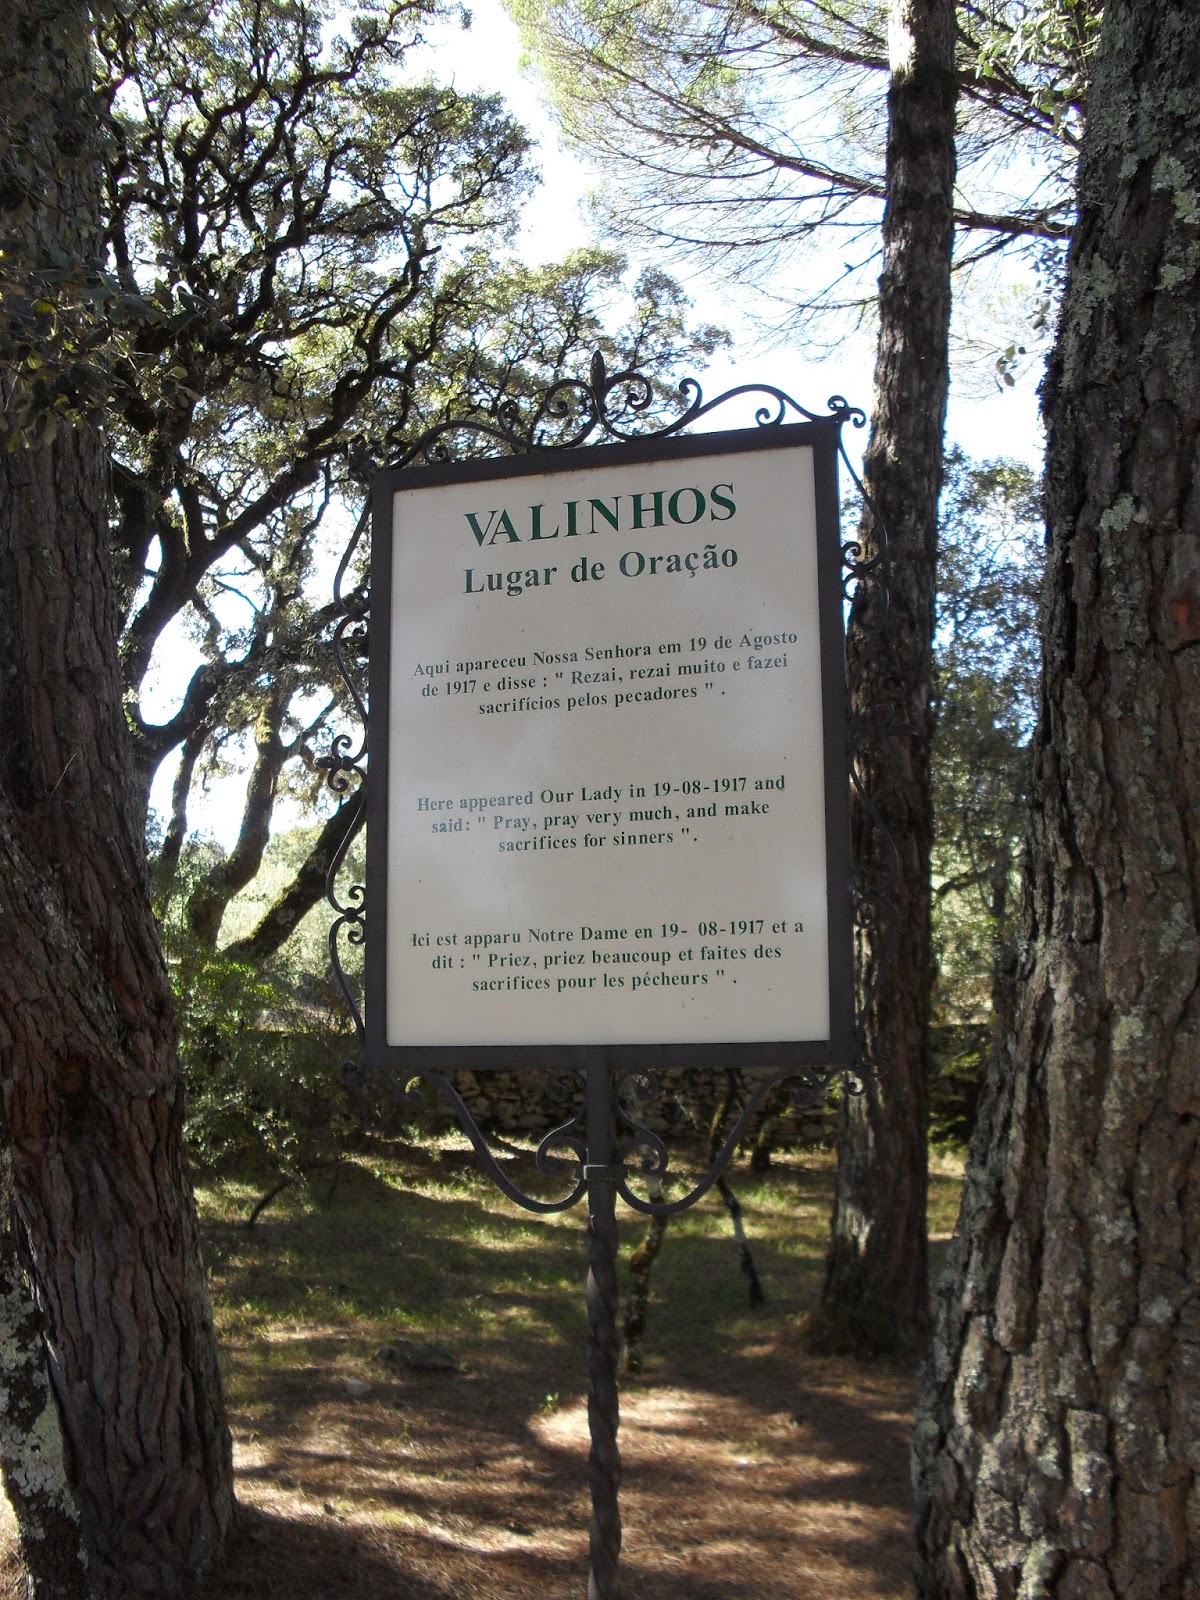 VALINHOS
Lugar de Oração
Aqui apareceu Nossa Senhora em 19 de Agosto
de 1917 e disse : " Rezai, rezai muito e fazei
sacrifícios pelos pecadores " .
Here appeared Our Lady in 19-08-1917 and
said: " Pray, pray very much, and make
sacrifices for sinners ".
Ici est apparu Notre Dame en 19- 08-1917 et a
dit : " Priez, priez beaucoup et faites des
sacrifices pour les pécheurs " .